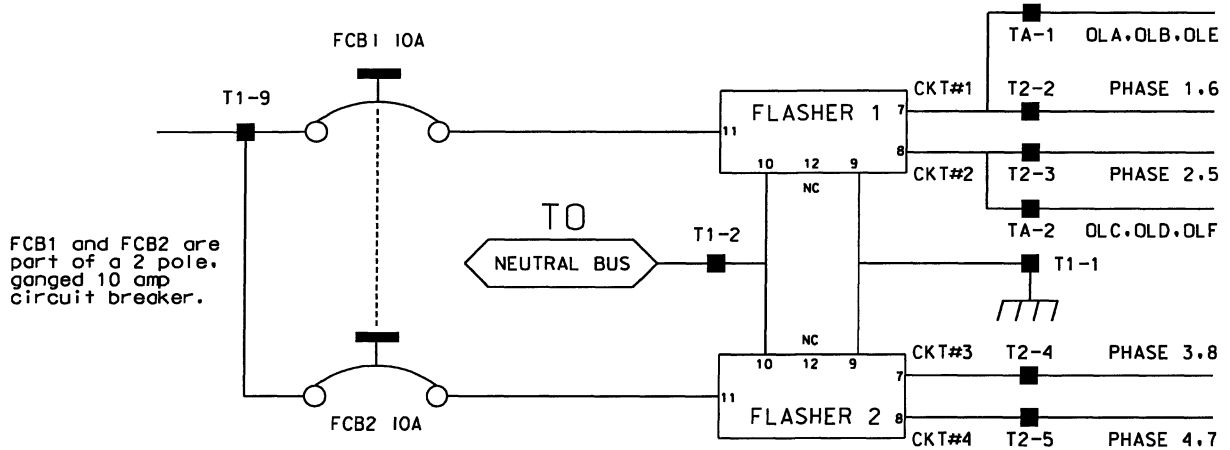 TA-1 OLA.OLB.OLE
FCB1 10A
T1-9
CKT#1 T2-2 PHASE 1.6
FLASHER 1
7
11
8
10 12 9
NC
CKT#2 T2-3 PHASE 2.5
TA-2 OLC.OLD.OLF
TO
NEUTRAL BUS
T1-2
T1-1
FCB1 and FCB2 are
part of a 2 pole.
ganged 10 amp
circuit breaker.
NC
10 12 9
CKT#3 T2-4 PHASE 3.8
7
11
FLASHER 2
8
FCB2 10A
CKT#4 T2-5 PHASE 4.7